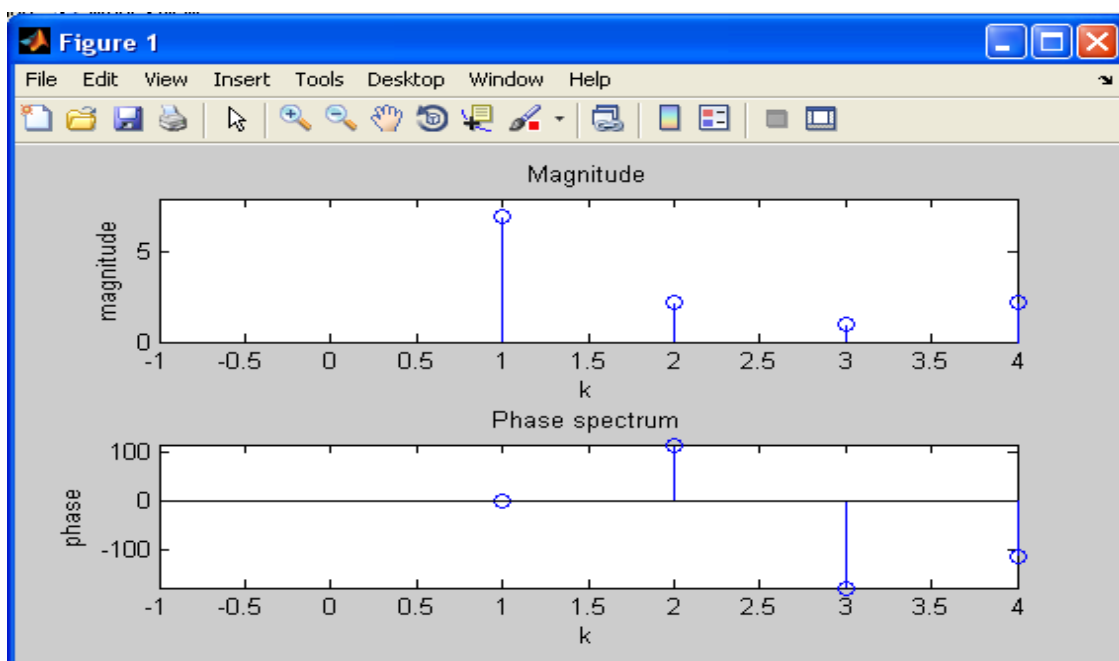 Figure 1
File Edit View Insert Tools Desktop Window Help
Magnitude
magnitude
5
0
-1 -0.5 0 0.5 1 1.5 2 2.5 3 3.5 4
k
Phase spectrum
phase
100
0
-100
-1 -0.5 0 0.5 1 1.5 2 2.5 3 3.5 4
k